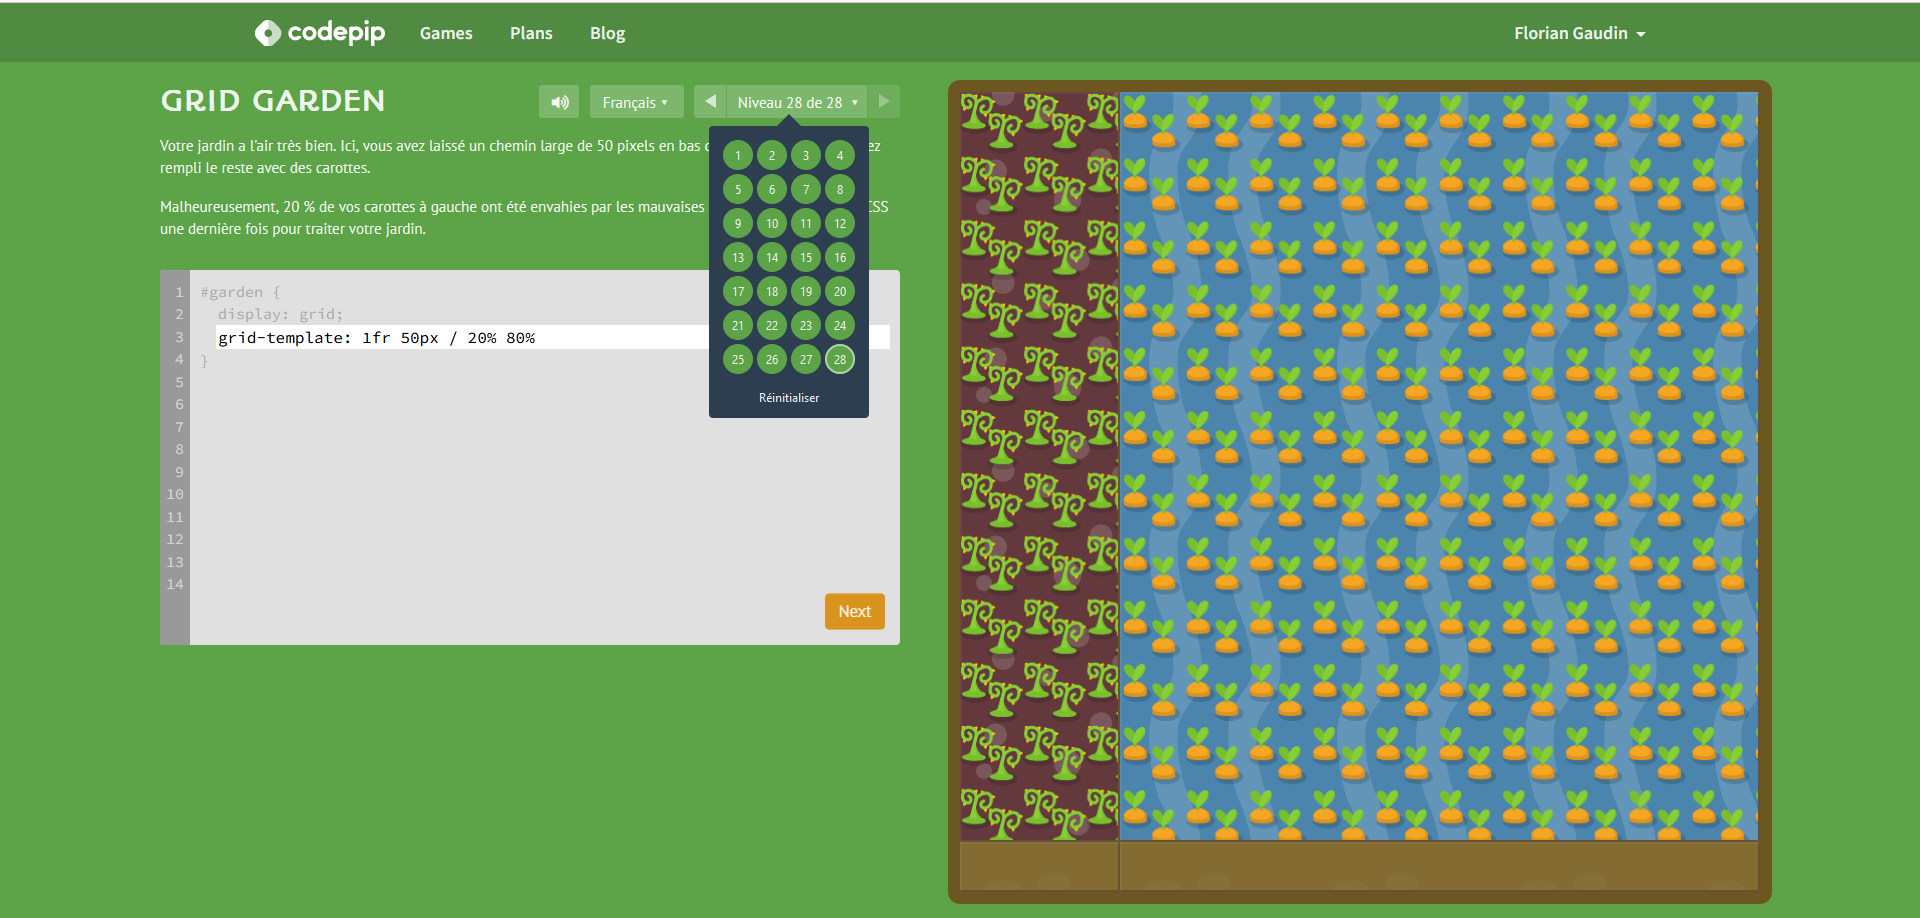 codepip Games Plans Blog Florian Gaudin
GRID GARDEN
Français
Niveau 28 de 28
Votre jardin a l'air très bien. Ici, vous avez laissé un chemin large de 50 pixels en bas
ez
rempli le reste avec des carottes.
Malheureusement, 20 % de vos carottes à gauche ont été envahies par les mauvaises
CSS
une dernière fois pour traiter votre jardin.
1 2 3 4
5 6 7 8
9 10 11 12
13 14 15 16
17 18 19 20
21 22 23 24
25 26 27 28
Réinitialiser
1 #garden {
2 display: grid;
3 grid-template: 1fr 50px / 20% 80%
4 }
5
6
7
8
9
10
11
12
13
14
Next